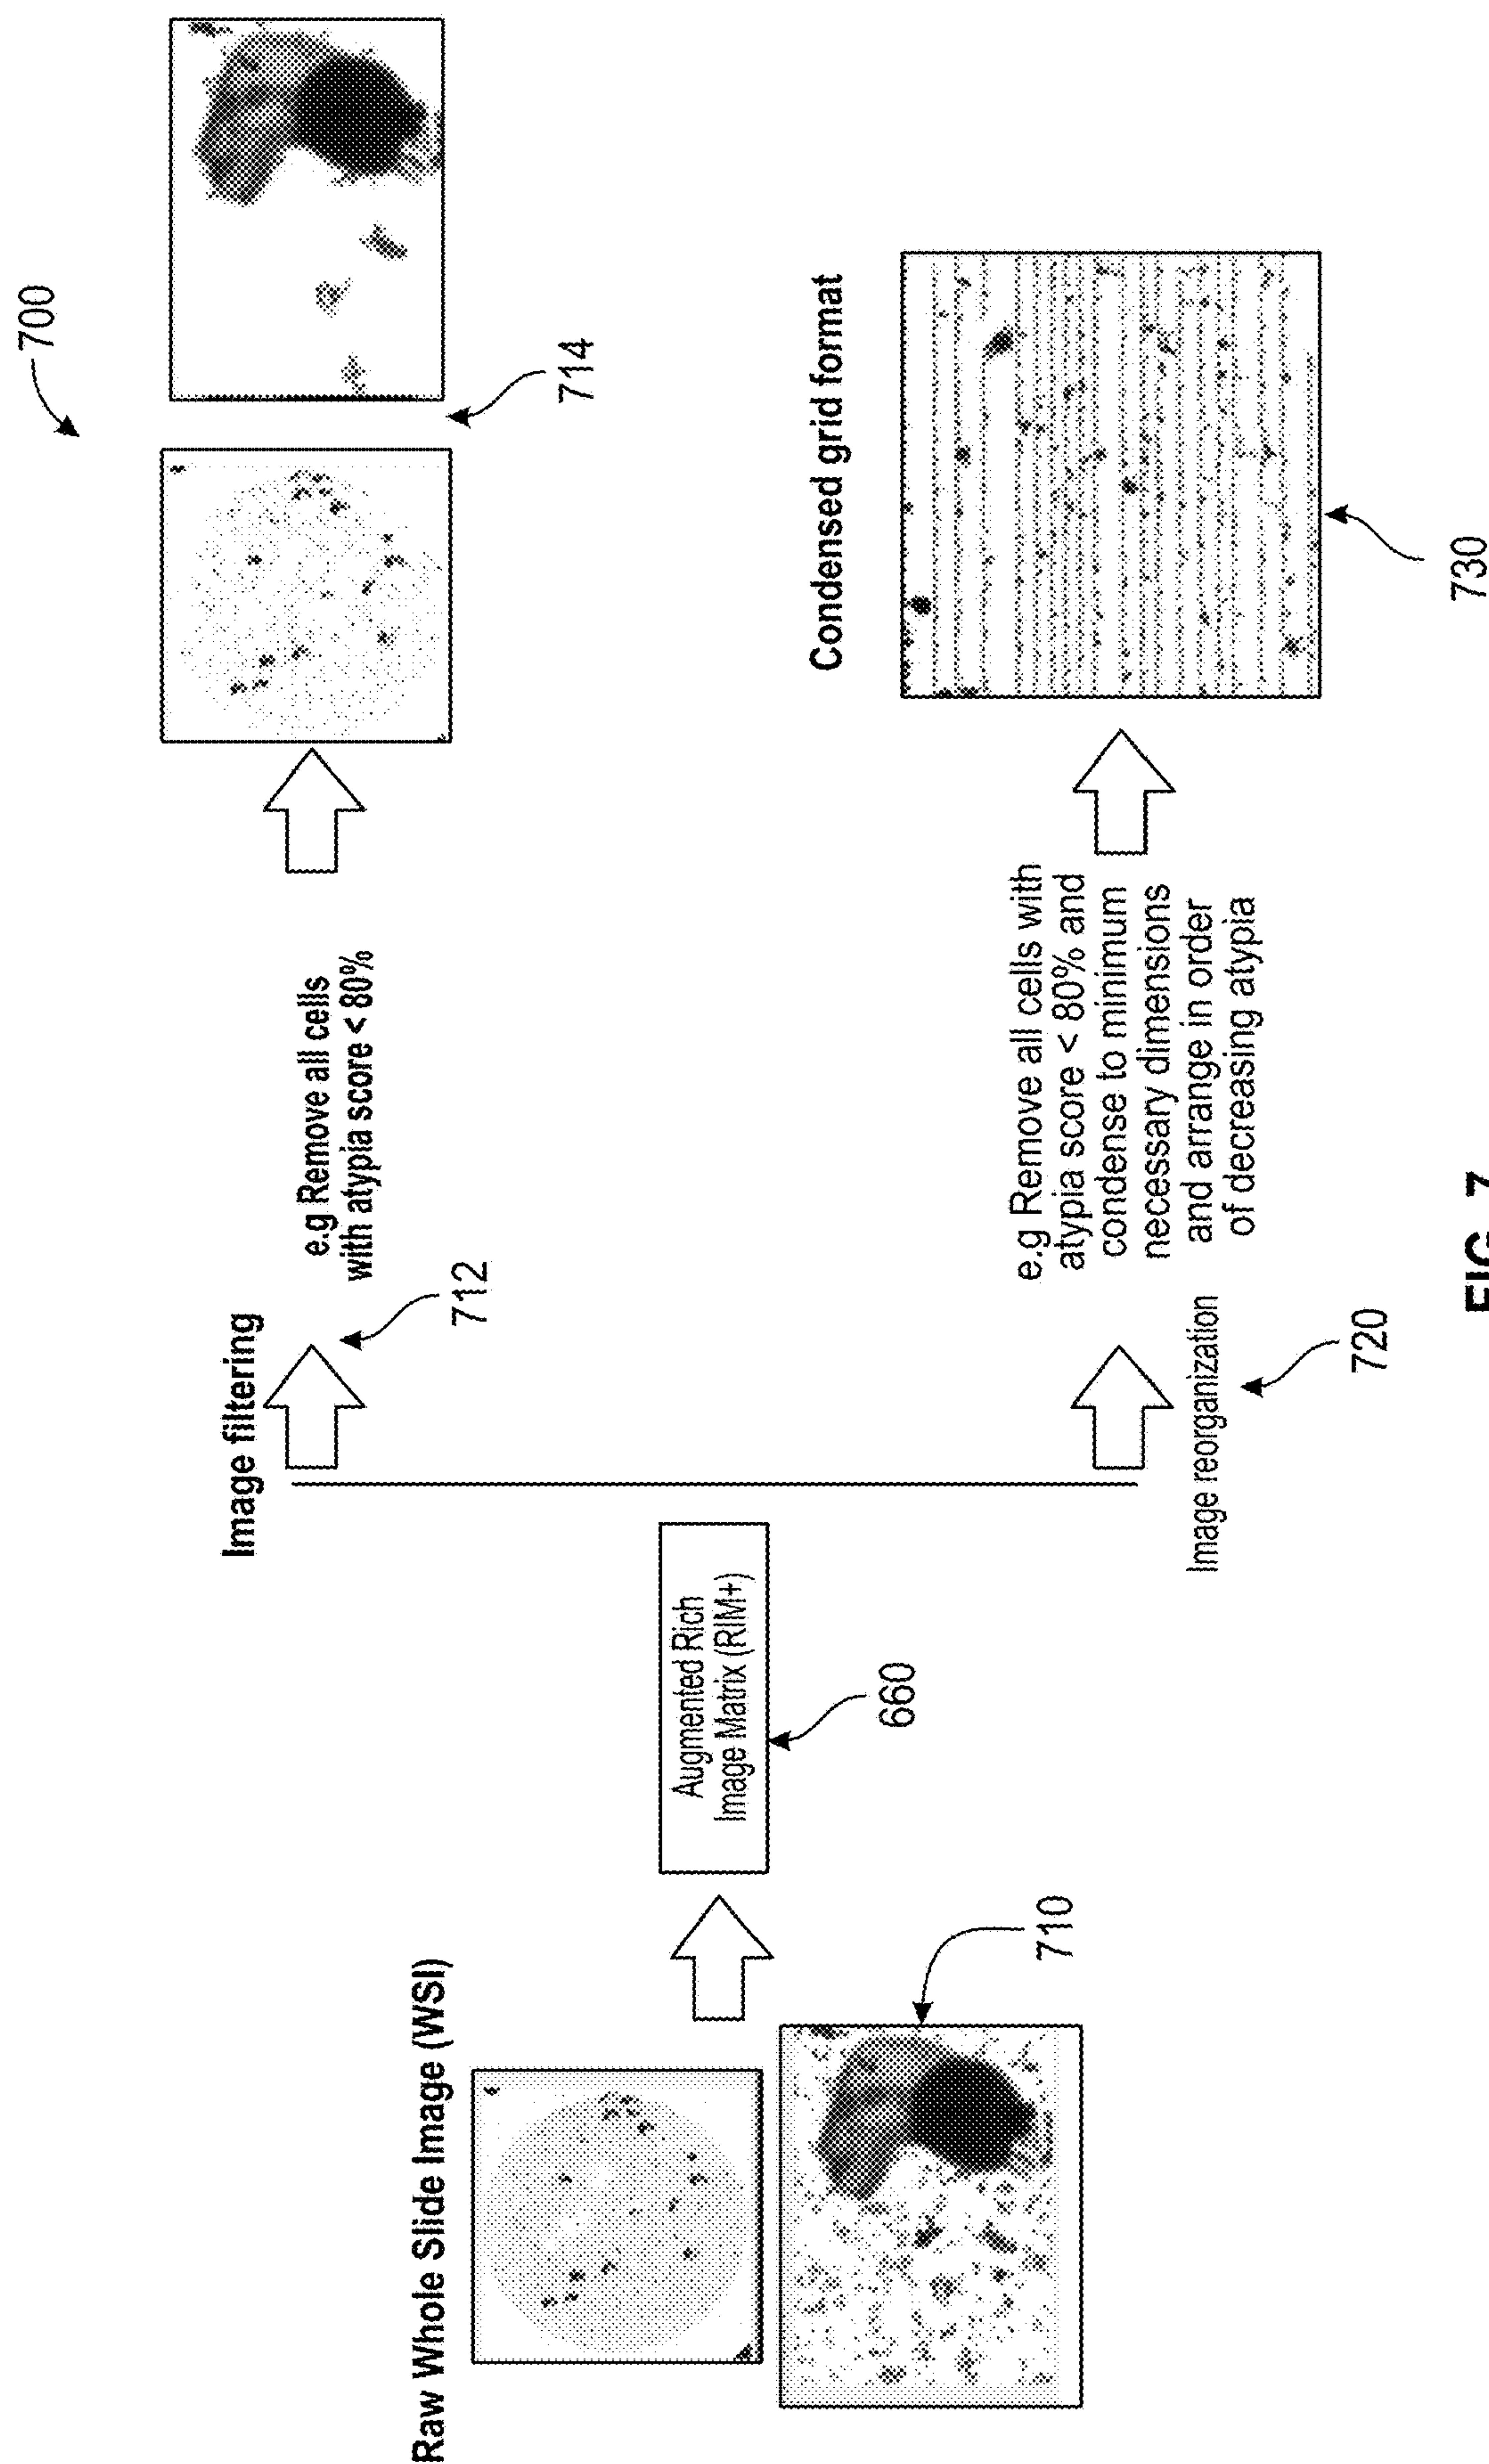 700
Raw Whole Slide Image (WSI)
710
Augmented Rich
Image Matrix (RIM+)
660
Image filtering
712
e.g Remove all cells
with atypia score < 80%
714
Image reorganization
720
e.g Remove all cells with
atypia score < 80% and
condense to minimum
necessary dimensions
and arrange in order
of decreasing atypia
Condensed grid format
730
FIG. 7